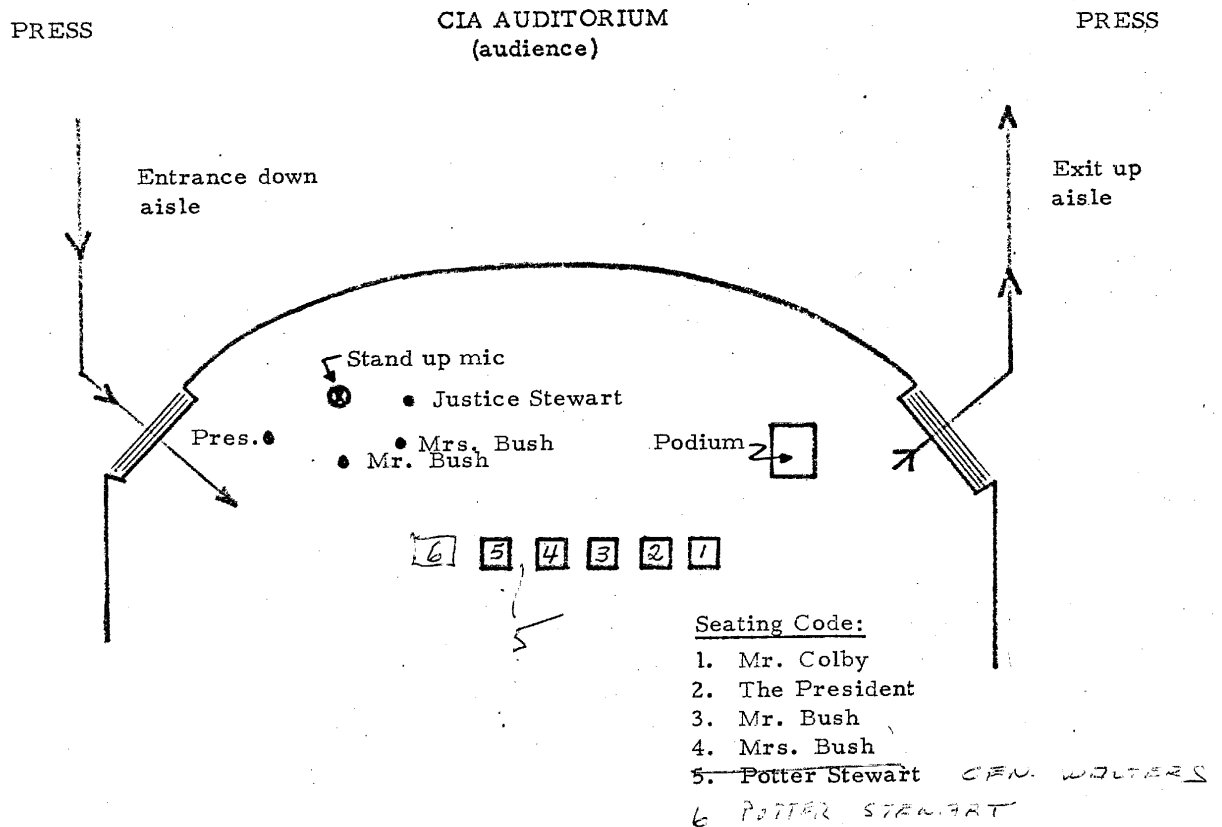 PRESS CIA AUDITORIUM PRESS
(audience)
Entrance down
aisle
Exit up
aisle
Stand up mic
Justice Stewart
Pres.
Mrs. Bush
Mr. Bush
Podium
6 5 4 3 2 1
5
Seating Code:
1. Mr. Colby
2. The President
3. Mr. Bush
4. Mrs. Bush
5. Potter Stewart GEN. WALTERS
6 POTTER STEWART